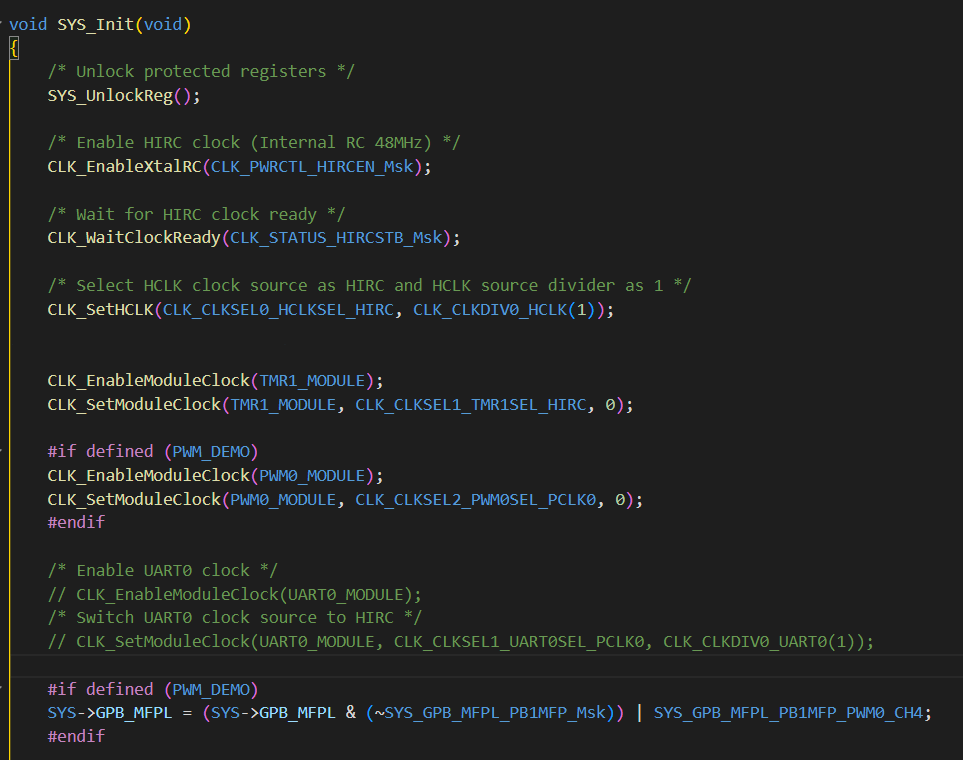 void SYS_Init(void)
{
/* Unlock protected registers */
SYS_UnlockReg();
/* Enable HIRC clock (Internal RC 48MHz) */
CLK_EnableXtalRC(CLK_PWRCTL_HIRCEN_Msk);
/* Wait for HIRC clock ready */
CLK_WaitClockReady(CLK_STATUS_HIRCSTB_Msk);
/* Select HCLK clock source as HIRC and HCLK source divider as 1 */
CLK_SetHCLK(CLK_CLKSEL0_HCLKSEL_HIRC, CLK_CLKDIV0_HCLK(1));
CLK_EnableModuleClock(TMR1_MODULE);
CLK_SetModuleClock(TMR1_MODULE, CLK_CLKSEL1_TMR1SEL_HIRC, 0);
#if defined (PWM_DEMO)
CLK_EnableModuleClock(PWM0_MODULE);
CLK_SetModuleClock(PWM0_MODULE, CLK_CLKSEL2_PWM0SEL_PCLK0, 0);
#endif
/* Enable UART0 clock */
// CLK_EnableModuleClock(UART0_MODULE);
/* Switch UART0 clock source to HIRC */
// CLK_SetModuleClock(UART0_MODULE, CLK_CLKSEL1_UART0SEL_PCLK0, CLK_CLKDIV0_UART0(1));
#if defined (PWM_DEMO)
SYS->GPB_MFPL = (SYS->GPB_MFPL & (~SYS_GPB_MFPL_PB1MFP_Msk)) | SYS_GPB_MFPL_PB1MFP_PWM0_CH4;
#endif